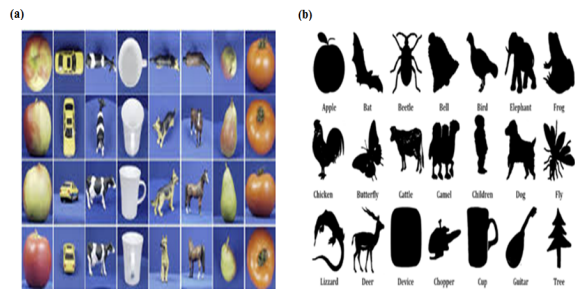 (a)
(b)
Apple Bat Beetle Bell Bird Elephant Frog
Chicken Butterfly Cattle Camel Children Dog Fly
Lizzard Deer Device Chopper Cup Guitar Tree